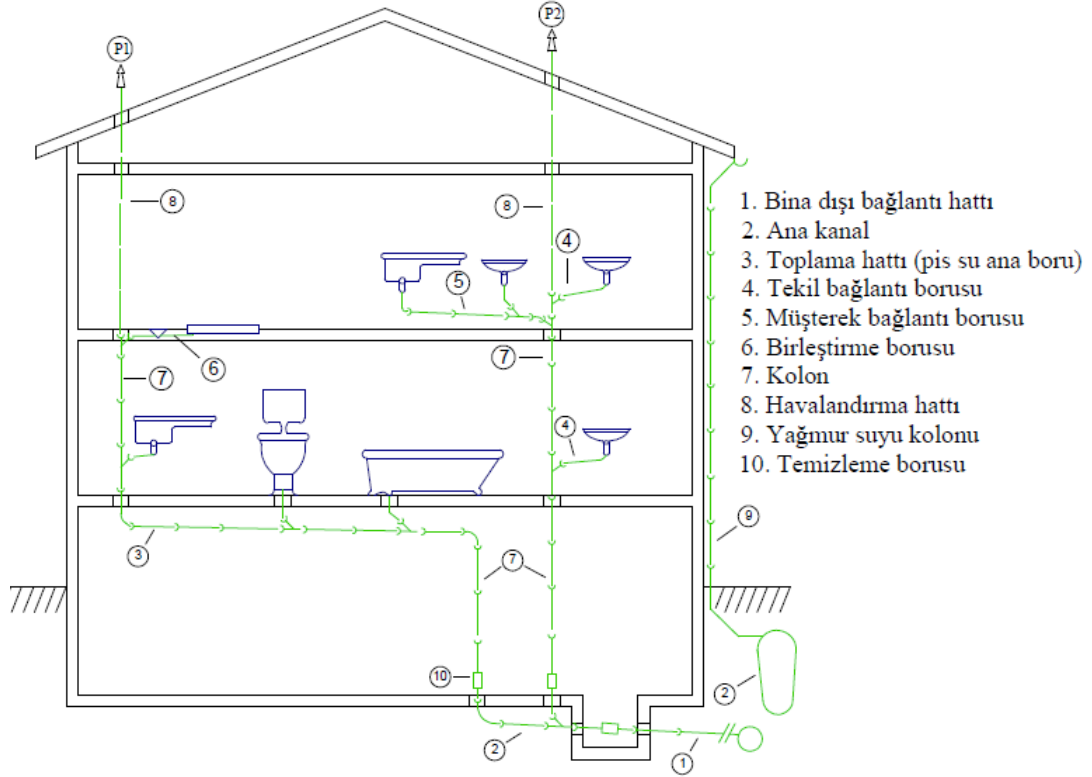 P1
P2
8
8
4
5
6
7
7
4
3
7
9
10
2
2
1
1. Bina dışı bağlantı hattı
2. Ana kanal
3. Toplama hattı (pis su ana boru)
4. Tekil bağlantı borusu
5. Müşterek bağlantı borusu
6. Birleştirme borusu
7. Kolon
8. Havalandırma hattı
9. Yağmur suyu kolonu
10. Temizleme borusu